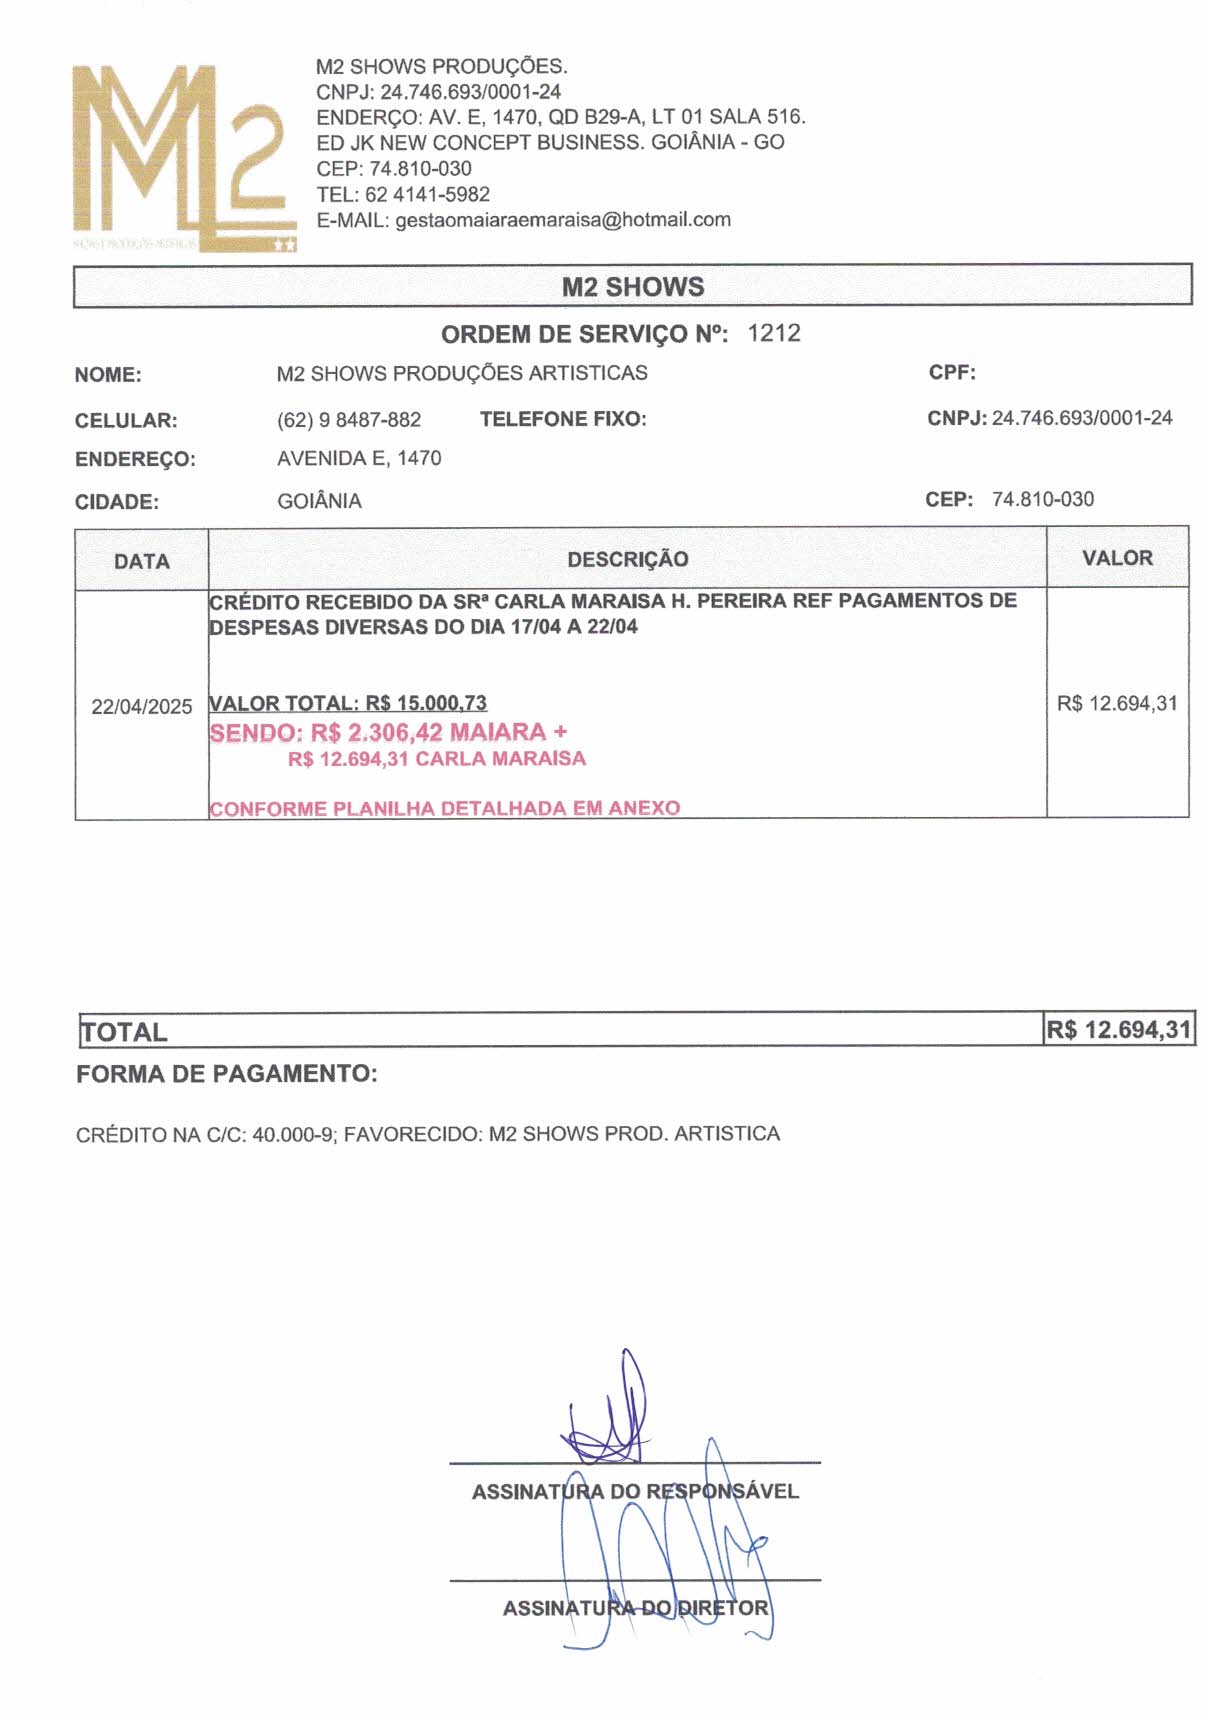 M2 SHOWS PRODUÇÕES.
CNPJ: 24.746.693/0001-24
ENDERÇO: AV. E, 1470, QD B29-A, LT 01 SALA 516.
ED JK NEW CONCEPT BUSINESS. GOIÂNIA - GO
CEP: 74.810-030
TEL: 62 4141-5982
E-MAIL: gestaomaiaraemaraisa@hotmail.com
M2
M2 SHOWS
ORDEM DE SERVIÇO Nº: 1212
NOME: M2 SHOWS PRODUÇÕES ARTISTICAS CPF:
CELULAR: (62) 9 8487-882 TELEFONE FIXO: CNPJ: 24.746.693/0001-24
ENDEREÇO: AVENIDA E, 1470
CIDADE: GOIÂNIA CEP: 74.810-030
DATA DESCRIÇÃO VALOR
CRÉDITO RECEBIDO DA SRª CARLA MARAISA H. PEREIRA REF PAGAMENTOS DE
DESPESAS DIVERSAS DO DIA 17/04 A 22/04
22/04/2025 VALOR TOTAL: R$ 15.000,73 R$ 12.694,31
SENDO: R$ 2.306,42 MAIARA +
R$ 12.694,31 CARLA MARAISA
CONFORME PLANILHA DETALHADA EM ANEXO
TOTAL R$ 12.694,31
FORMA DE PAGAMENTO:
CRÉDITO NA C/C: 40.000-9; FAVORECIDO: M2 SHOWS PROD. ARTISTICA
ASSINATURA DO RESPONSÁVEL
ASSINATURA DO DIRETOR